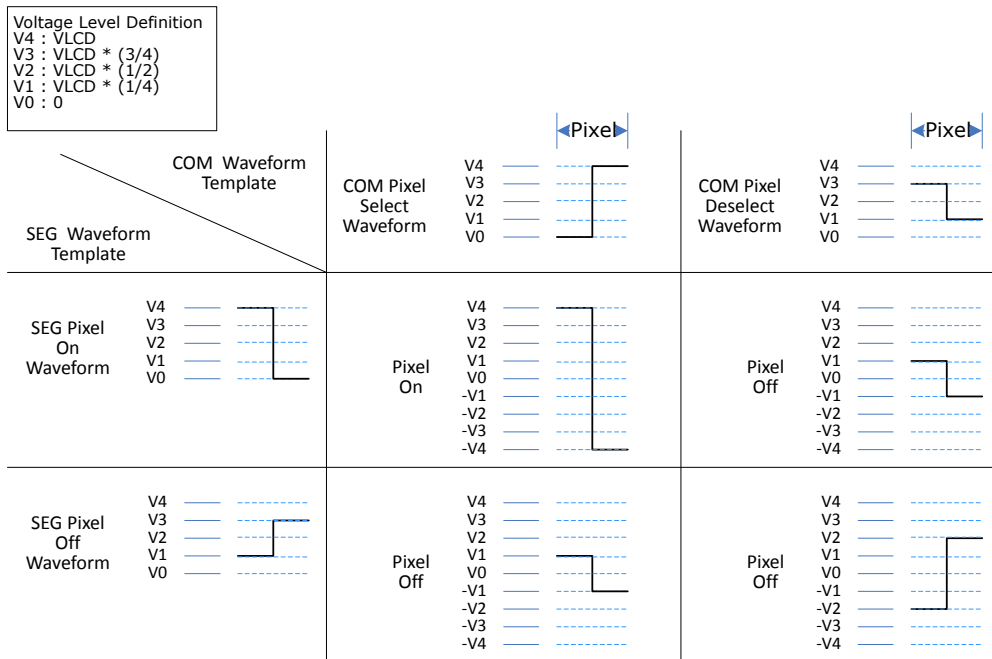 Voltage Level Definition
V4 : VLCD
V3 : VLCD * (3/4)
V2 : VLCD * (1/2)
V1 : VLCD * (1/4)
V0 : 0
COM Waveform
Template
SEG Waveform
Template
COM Pixel
Select
Waveform
Pixel
V4
V3
V2
V1
V0
COM Pixel
Deselect
Waveform
Pixel
V4
V3
V2
V1
V0
SEG Pixel
On
Waveform
V4
V3
V2
V1
V0
Pixel
On
V4
V3
V2
V1
V0
-V1
-V2
-V3
-V4
Pixel
Off
V4
V3
V2
V1
V0
-V1
-V2
-V3
-V4
SEG Pixel
Off
Waveform
V4
V3
V2
V1
V0
Pixel
Off
V4
V3
V2
V1
V0
-V1
-V2
-V3
-V4
Pixel
Off
V4
V3
V2
V1
V0
-V1
-V2
-V3
-V4